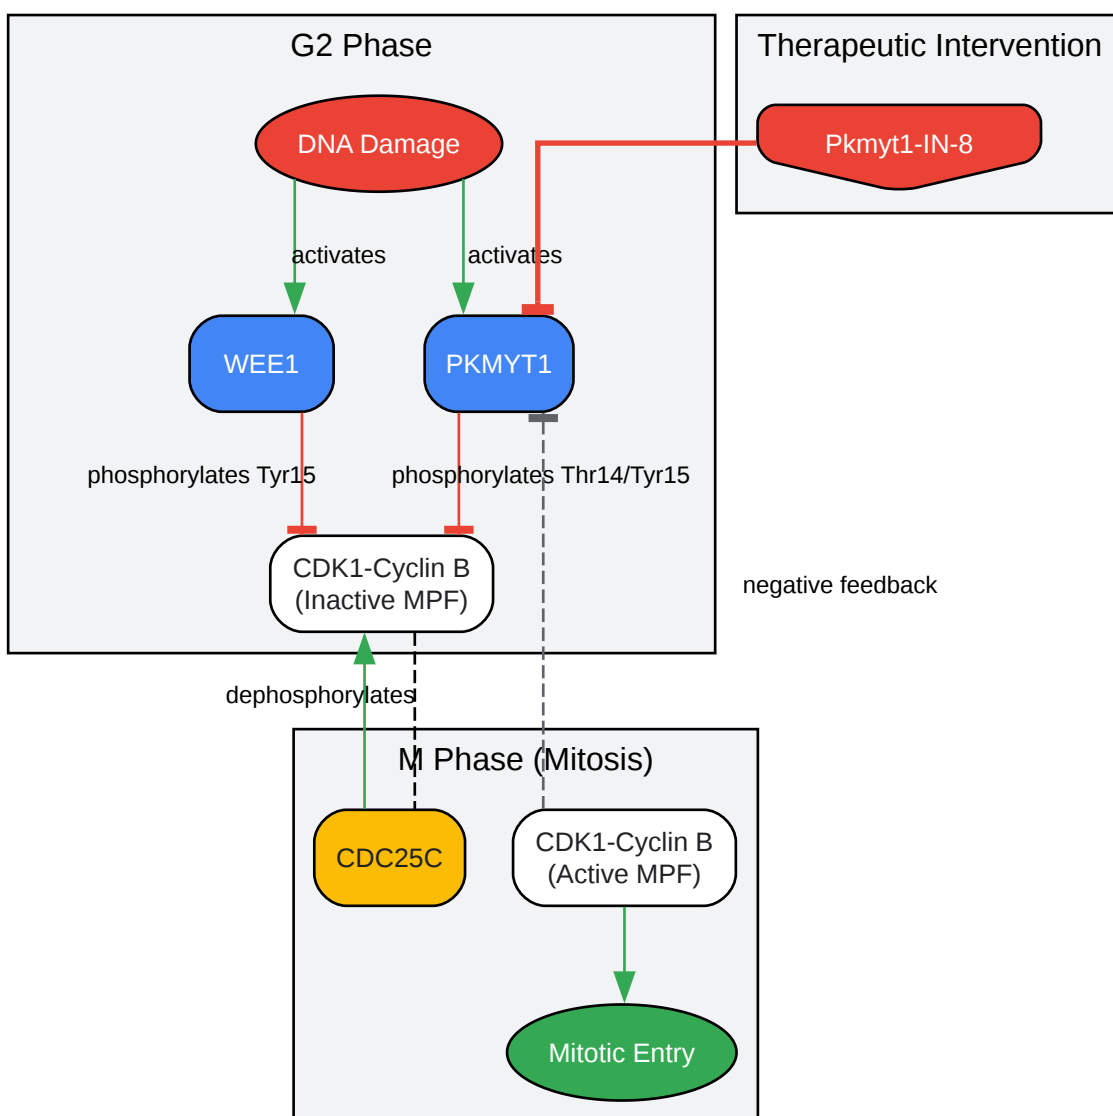 G2 Phase
Therapeutic Intervention
DNA Damage
Pkmyt1-IN-8
activates
activates
WEE1
PKMYT1
phosphorylates Tyr15
phosphorylates Thr14/Tyr15
CDK1-Cyclin B
(Inactive MPF)
negative feedback
dephosphorylates
M Phase (Mitosis)
CDC25C
CDK1-Cyclin B
(Active MPF)
Mitotic Entry